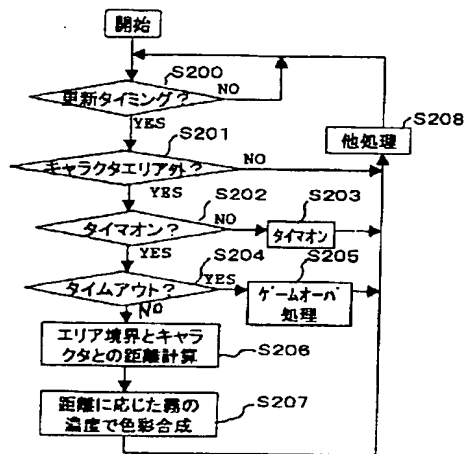 開始
S200
更新タイミング?
NO
YES
S201
S208
他処理
キャラクタエリア外?
NO
YES
S202
S203
タイマオン?
NO
タイマオン
YES
S204
S205
タイムアウト?
YES
ゲームオーバ
処理
NO
エリア境界とキャラ
クタとの距離計算
S206
距離に応じた霧の
濃度で色彩合成
S207